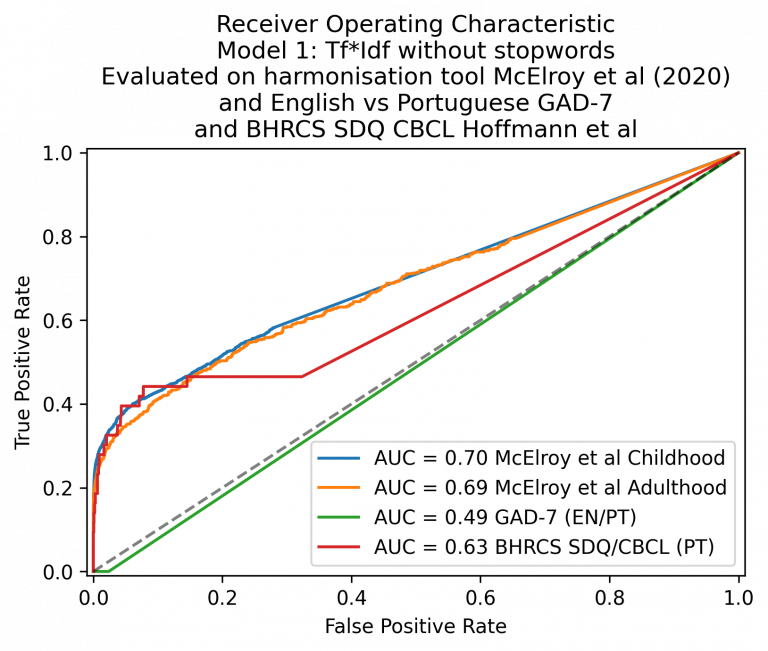 Receiver Operating Characteristic
Model 1: Tf*Idf without stopwords
Evaluated on harmonisation tool McElroy et al (2020)
and English vs Portuguese GAD-7
and BHRCS SDQ CBCL Hoffmann et al
1.0
0.8
0.6
0.4
0.2
0.0
True Positive Rate
AUC = 0.70 McElroy et al Childhood
AUC = 0.69 McElroy et al Adulthood
AUC = 0.49 GAD-7 (EN/PT)
AUC = 0.63 BHRCS SDQ/CBCL (PT)
0.0 0.2 0.4 0.6 0.8 1.0
False Positive Rate